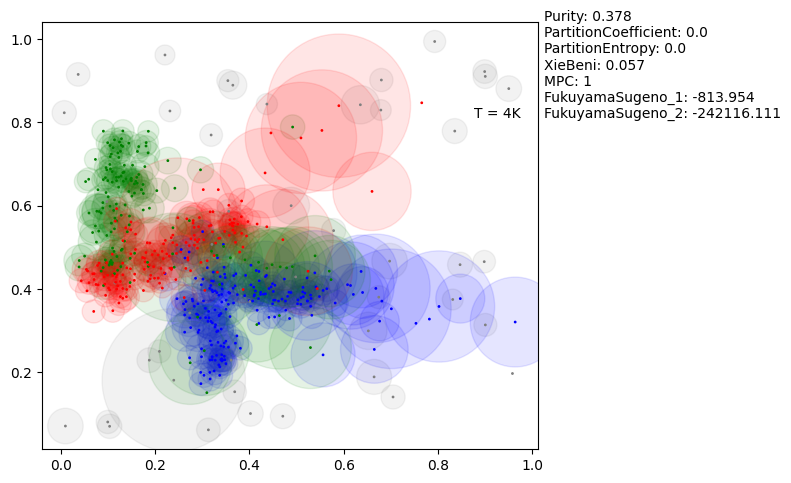 Purity: 0.378
PartitionCoefficient: 0.0
PartitionEntropy: 0.0
XieBeni: 0.057
MPC: 1
FukuyamaSugeno_1: -813.954
FukuyamaSugeno_2: -242116.111
T = 4K
1.0
0.8
0.6
0.4
0.2
0.0
0.2
0.4
0.6
0.8
1.0